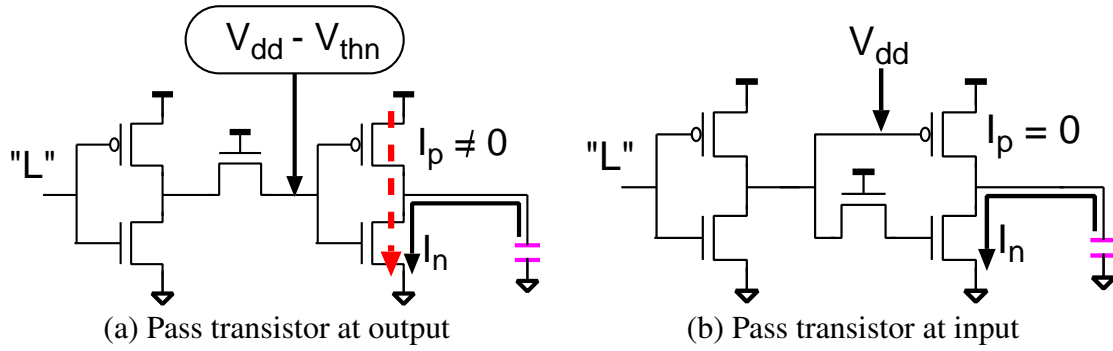 V_dd - V_thn
"L"
I_p ≠ 0
I_n
(a) Pass transistor at output
V_dd
"L"
I_p = 0
I_n
(b) Pass transistor at input